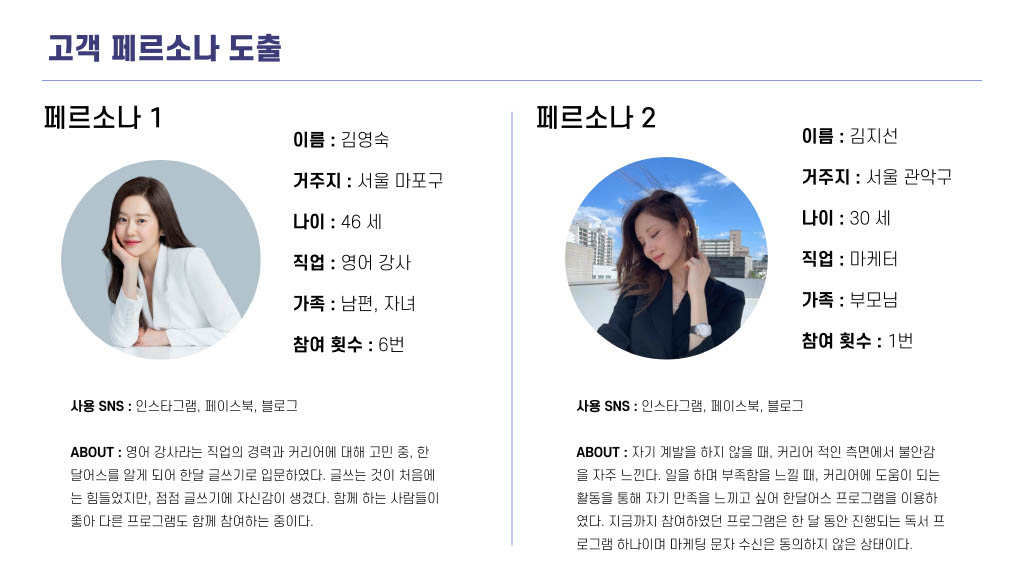 고객 페르소나 도출
페르소나 1
이름 : 김영숙
거주지 : 서울 마포구
나이 : 46 세
직업 : 영어 강사
가족 : 남편, 자녀
참여 횟수 : 6번
사용 SNS : 인스타그램, 페이스북, 블로그
ABOUT : 영어 강사라는 직업의 경력과 커리어에 대해 고민 중, 한
달어스를 알게 되어 한달 글쓰기로 입문하였다. 글쓰는 것이 처음에
는 힘들었지만, 점점 글쓰기에 자신감이 생겼다. 함께 하는 사람들이
좋아 다른 프로그램도 함께 참여하는 중이다.
페르소나 2
이름 : 김지선
거주지 : 서울 관악구
나이 : 30 세
직업 : 마케터
가족 : 부모님
참여 횟수 : 1번
사용 SNS : 인스타그램, 페이스북, 블로그
ABOUT : 자기 계발을 하지 않을 때, 커리어 적인 측면에서 불안감
을 자주 느낀다. 일을 하며 부족함을 느낄 때, 커리어에 도움이 되는
활동을 통해 자기 만족을 느끼고 싶어 한달어스 프로그램을 이용하
였다. 지금까지 참여하였던 프로그램은 한 달 동안 진행되는 독서 프
로그램 하나이며 마케팅 문자 수신은 동의하지 않은 상태이다.